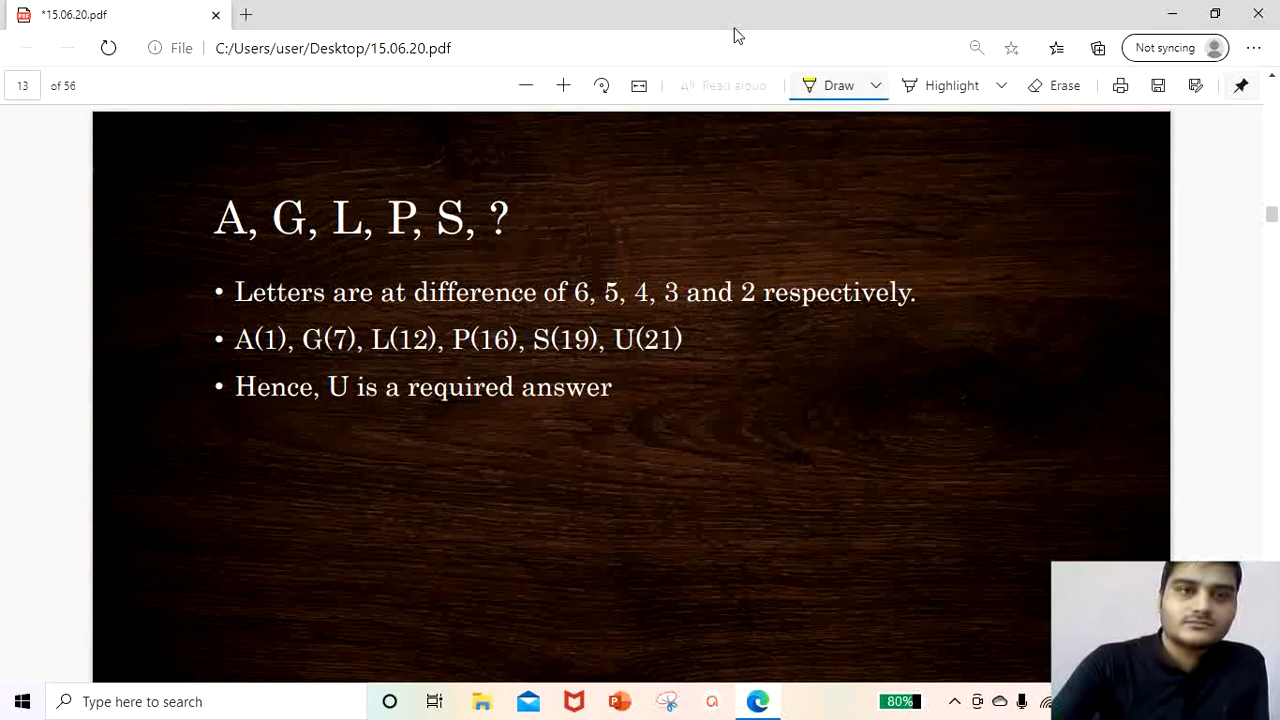 *15.06.20.pdf
File
C:/Users/user/Desktop/15.06.20.pdf
Not syncing
13 of 56
Read aloud
Draw
Highlight
Erase
A, G, L, P, S, ?
• Letters are at difference of 6, 5, 4, 3 and 2 respectively.
• A(1), G(7), L(12), P(16), S(19), U(21)
• Hence, U is a required answer
Type here to search
80%